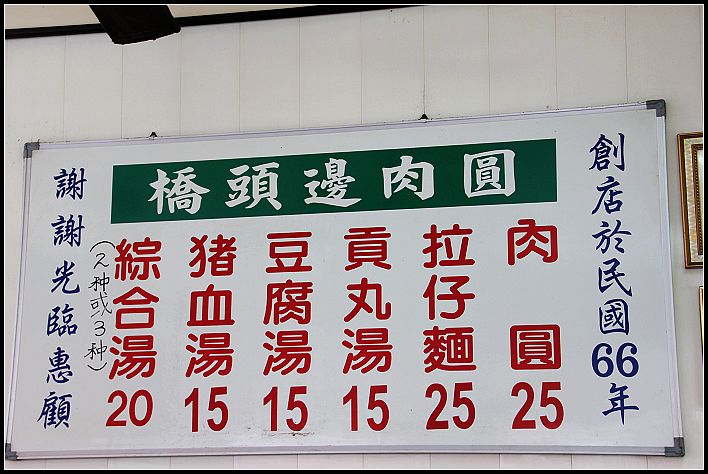 橋頭邊肉圓
創店於民國66年
肉圓 25
拉仔麵 25
貢丸湯 15
豆腐湯 15
猪血湯 15
綜合湯 20
(2种或3种)
謝謝光臨惠顧